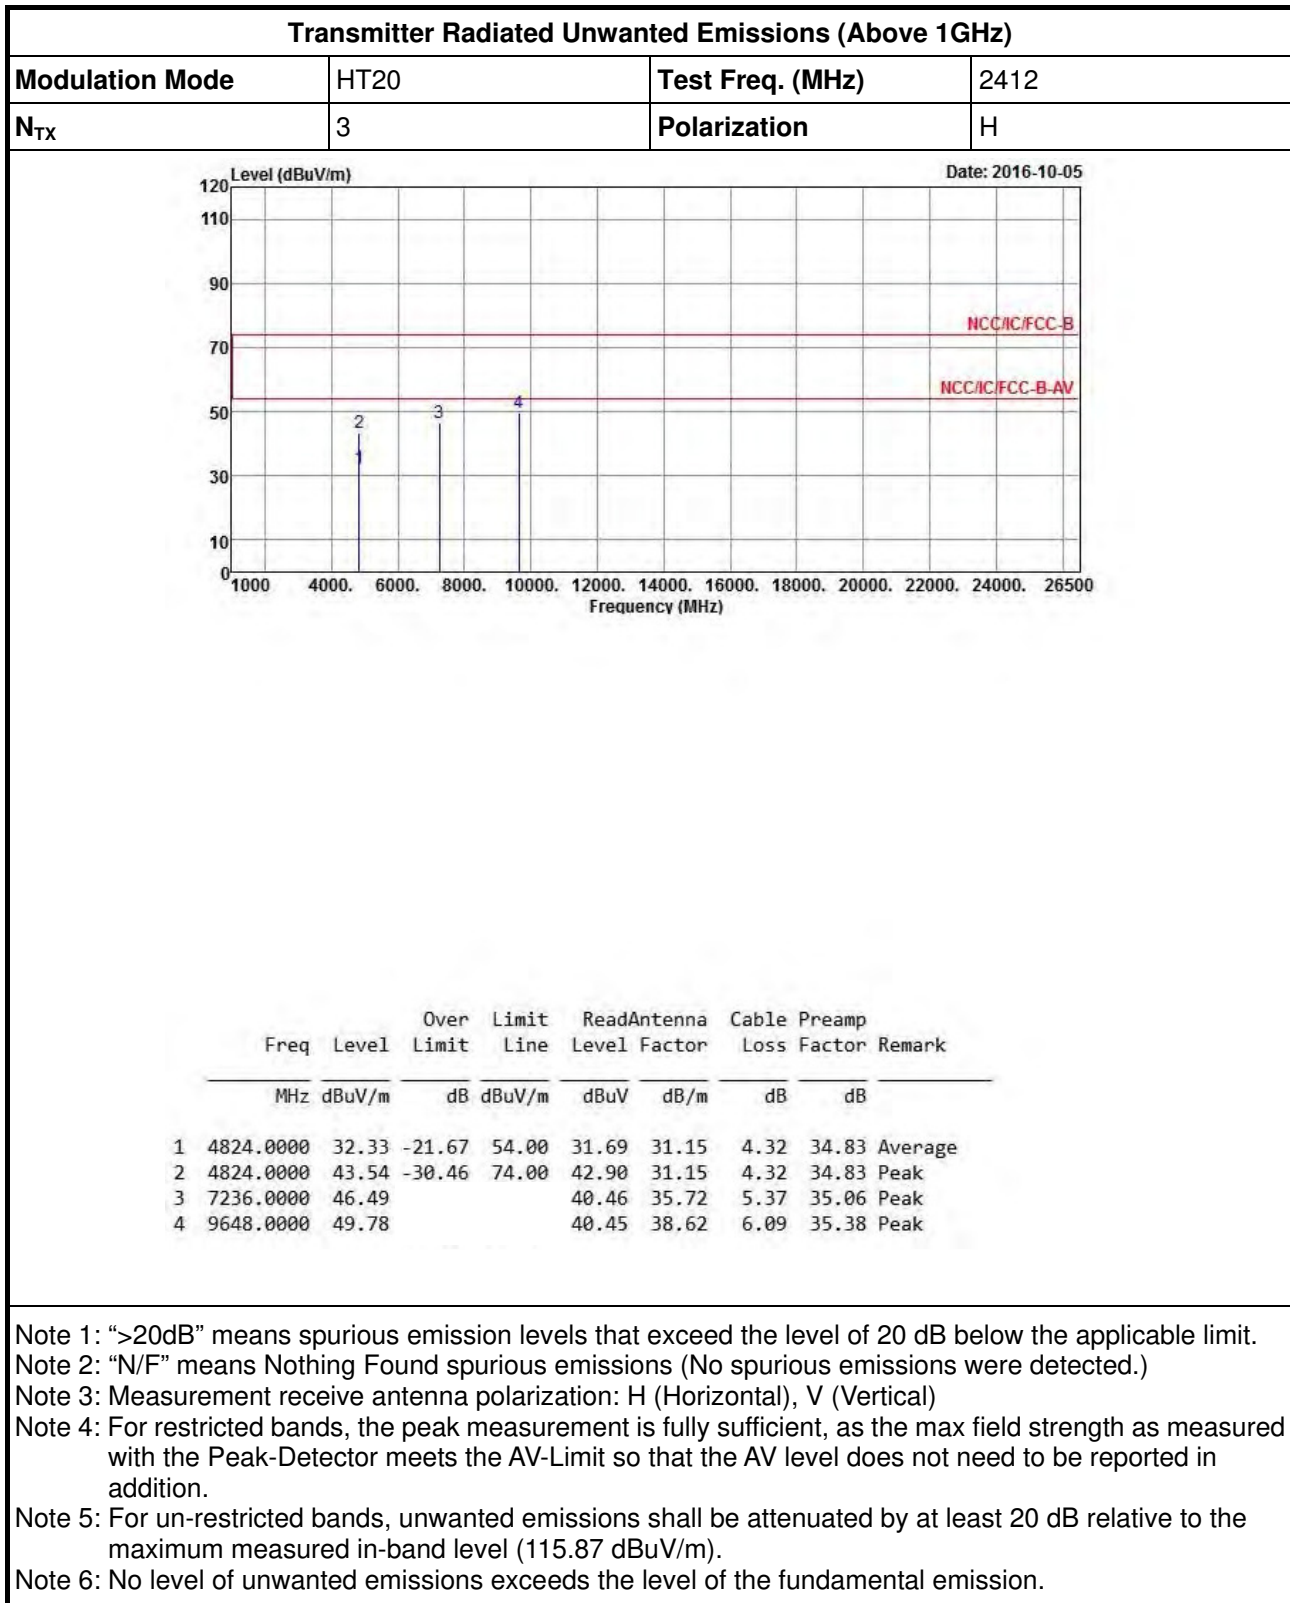 Transmitter Radiated Unwanted Emissions (Above 1GHz)
Modulation Mode HT20 Test Freq. (MHz) 2412
NTX 3 Polarization H
Level (dBuV/m) Date: 2016-10-05
120
110
90
NCC/IC/FCC-B
70
NCC/IC/FCC-B-AV
50
4
3
2
1
30
10
0
1000 4000. 6000. 8000. 10000. 12000. 14000. 16000. 18000. 20000. 22000. 24000. 26500
Frequency (MHz)
Over Limit ReadAntenna Cable Preamp
Freq Level Limit Line Level Factor Loss Factor Remark
MHz dBuV/m dB dBuV/m dBuV dB/m dB dB
1 4824.0000 32.33 -21.67 54.00 31.69 31.15 4.32 34.83 Average
2 4824.0000 43.54 -30.46 74.00 42.90 31.15 4.32 34.83 Peak
3 7236.0000 46.49 40.46 35.72 5.37 35.06 Peak
4 9648.0000 49.78 40.45 38.62 6.09 35.38 Peak
Note 1: “>20dB” means spurious emission levels that exceed the level of 20 dB below the applicable limit.
Note 2: “N/F” means Nothing Found spurious emissions (No spurious emissions were detected.)
Note 3: Measurement receive antenna polarization: H (Horizontal), V (Vertical)
Note 4: For restricted bands, the peak measurement is fully sufficient, as the max field strength as measured
with the Peak-Detector meets the AV-Limit so that the AV level does not need to be reported in
addition.
Note 5: For un-restricted bands, unwanted emissions shall be attenuated by at least 20 dB relative to the
maximum measured in-band level (115.87 dBuV/m).
Note 6: No level of unwanted emissions exceeds the level of the fundamental emission.